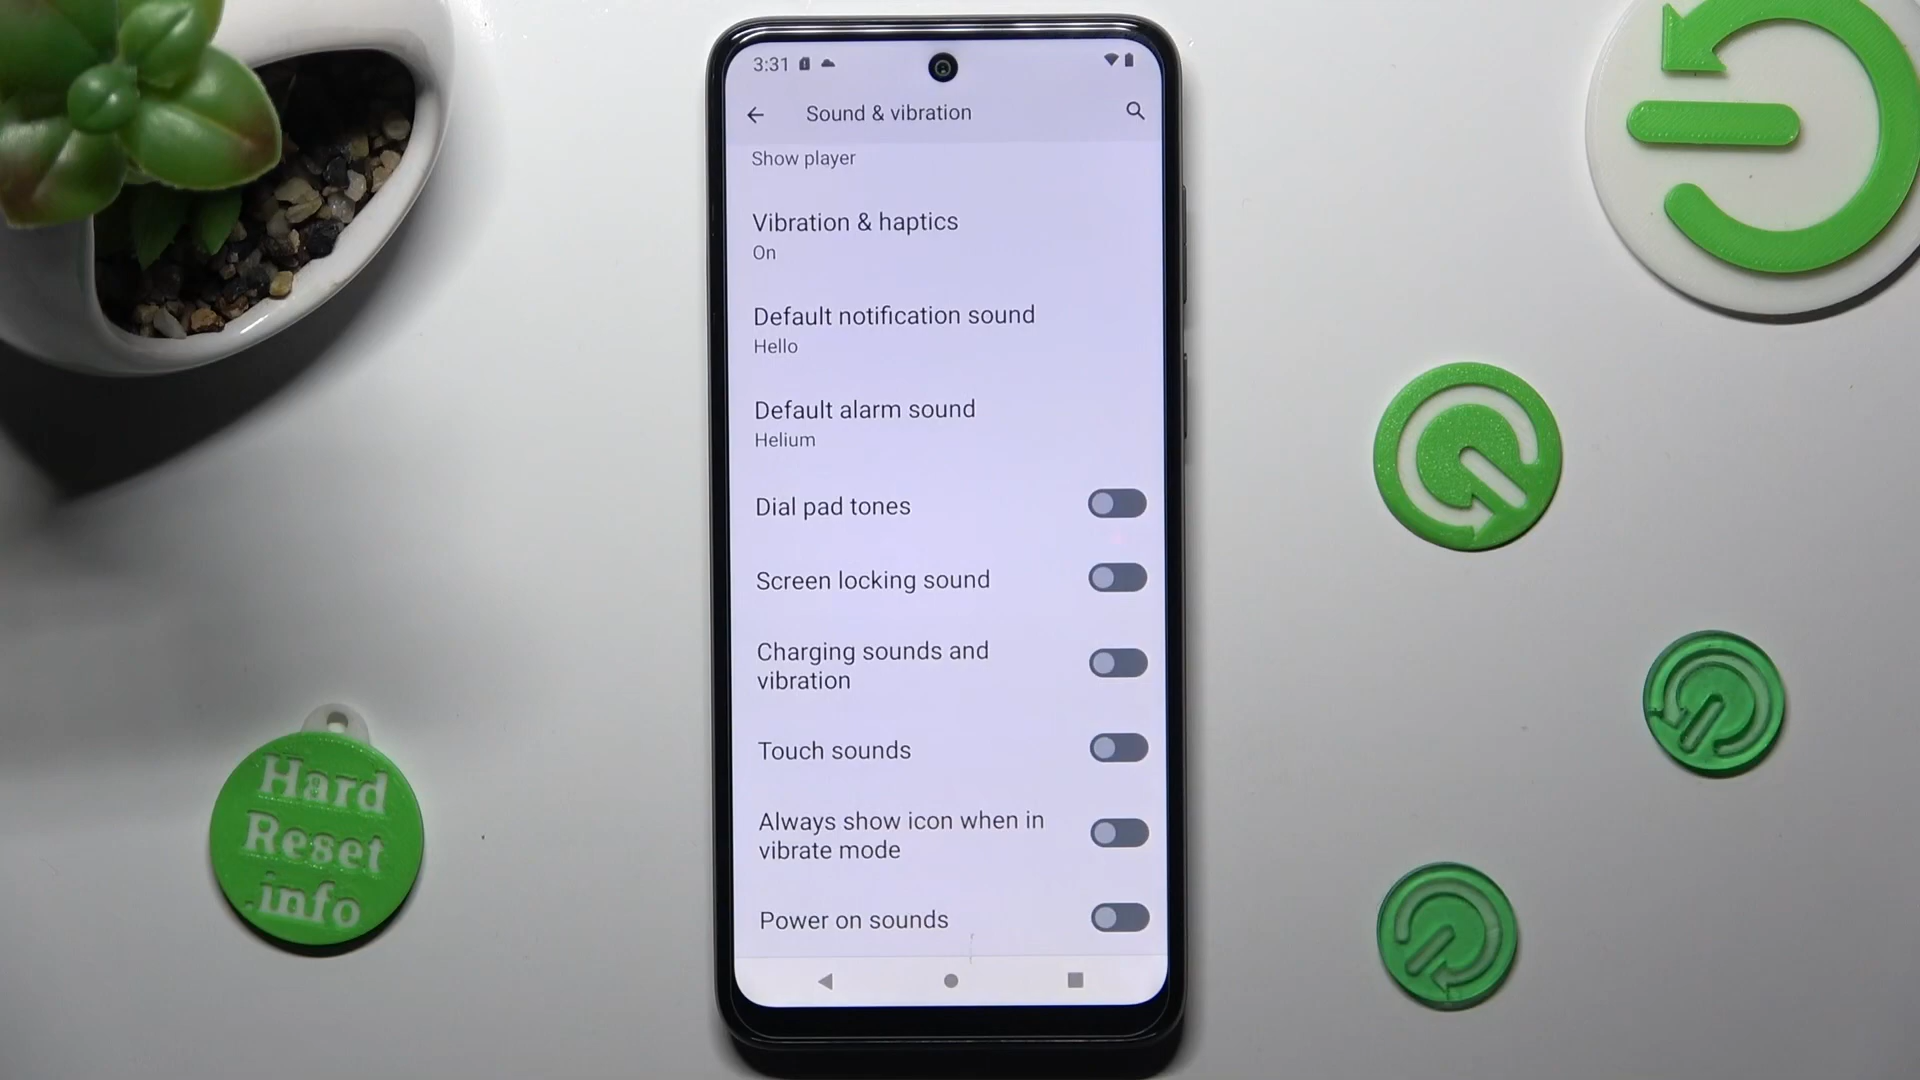 3:31
Sound & vibration
Show player
Vibration & haptics
On
Default notification sound
Hello
Default alarm sound
Helium
Dial pad tones
Screen locking sound
Charging sounds and
vibration
Touch sounds
Always show icon when in
vibrate mode
Power on sounds
Hard
Reset
.info